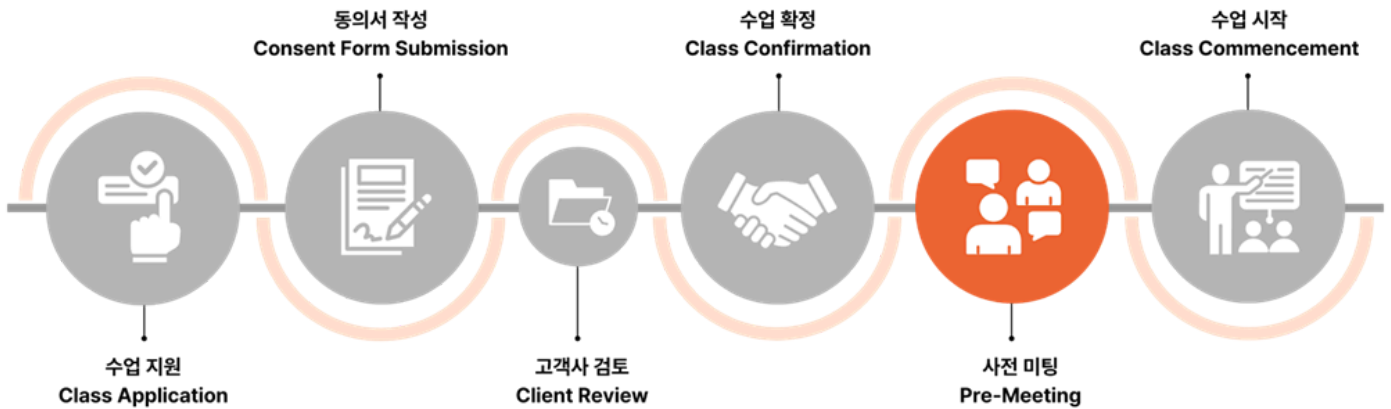 수업 지원
Class Application
동의서 작성
Consent Form Submission
고객사 검토
Client Review
수업 확정
Class Confirmation
사전 미팅
Pre-Meeting
수업 시작
Class Commencement